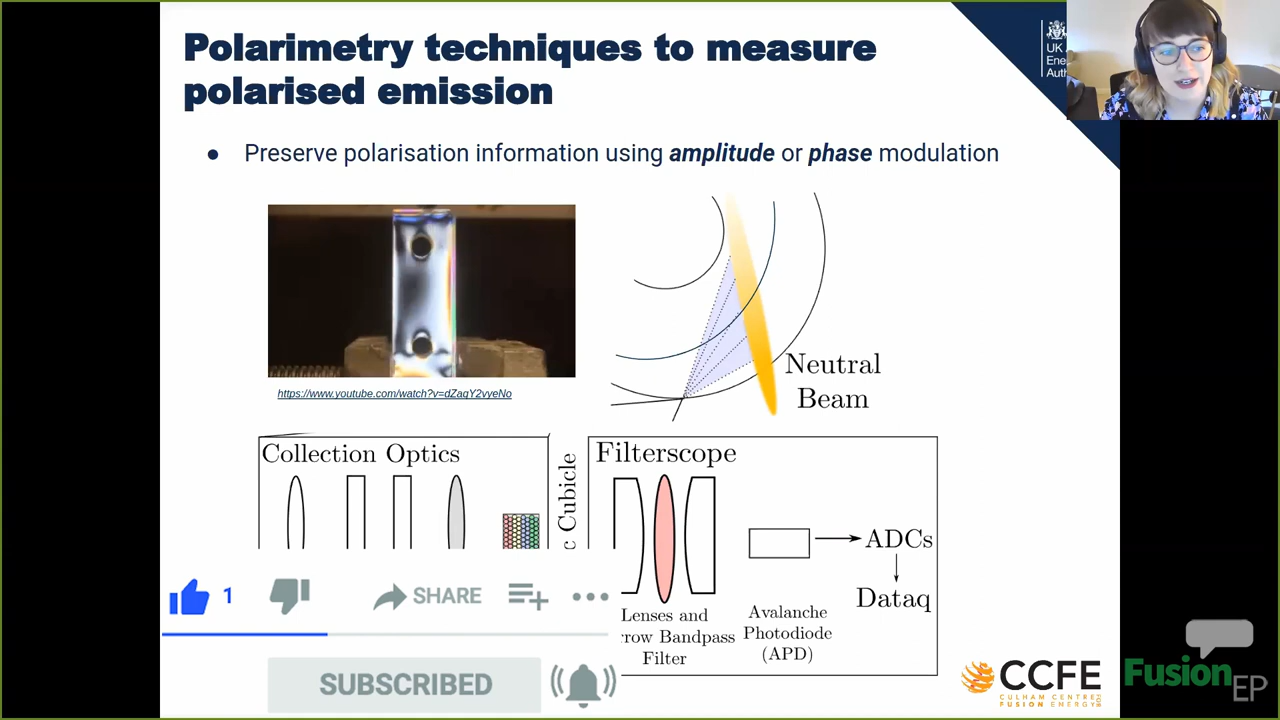 Polarimetry techniques to measure
polarised emission
UK
Ene
Auth
● Preserve polarisation information using amplitude or phase modulation
Neutral
Beam
https://www.youtube.com/watch?v=dZaqY2vyeNo
Collection Optics
c Cubicle
Filterscope
ADCs
Dataq
Lenses and
rrow Bandpass
Filter
Avalanche
Photodiode
(APD)
1
SHARE
SUBSCRIBED
CCFE
CULHAM CENTRE
FUSION ENERGY
FOR
Fusion
EP